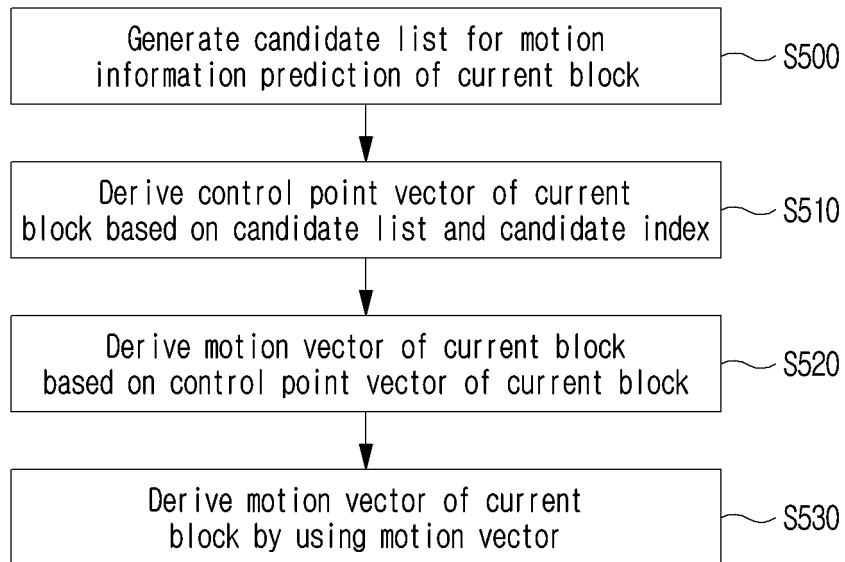 Generate candidate list for motion
information prediction of current block
S500
Derive control point vector of current
block based on candidate list and candidate index
S510
Derive motion vector of current block
based on control point vector of current block
S520
Derive motion vector of current
block by using motion vector
S530